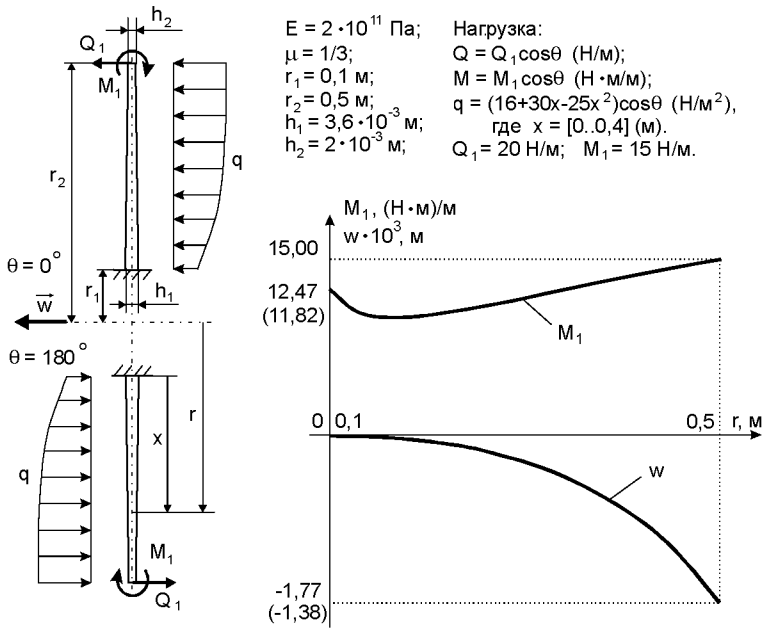 h₂
Q₁
M₁
r₂
q
θ = 0°
r₁
h₁
w
θ = 180°
r
x
q
M₁
Q₁
E = 2 · 10¹¹ Па;
μ = 1/3;
r₁ = 0,1 м;
r₂ = 0,5 м;
h₁ = 3,6 · 10⁻³ м;
h₂ = 2 · 10⁻³ м;
Нагрузка:
Q = Q₁cosθ (Н/м);
M = M₁cosθ (Н · м/м);
q = (16+30x-25x²)cosθ (Н/м²),
где x = [0..0,4] (м).
Q₁ = 20 Н/м; M₁ = 15 Н/м.
M₁, (Н · м)/м
w · 10³, м
15,00
12,47
(11,82)
M₁
0
0,1
0,5
r, м
w
-1,77
(-1,38)